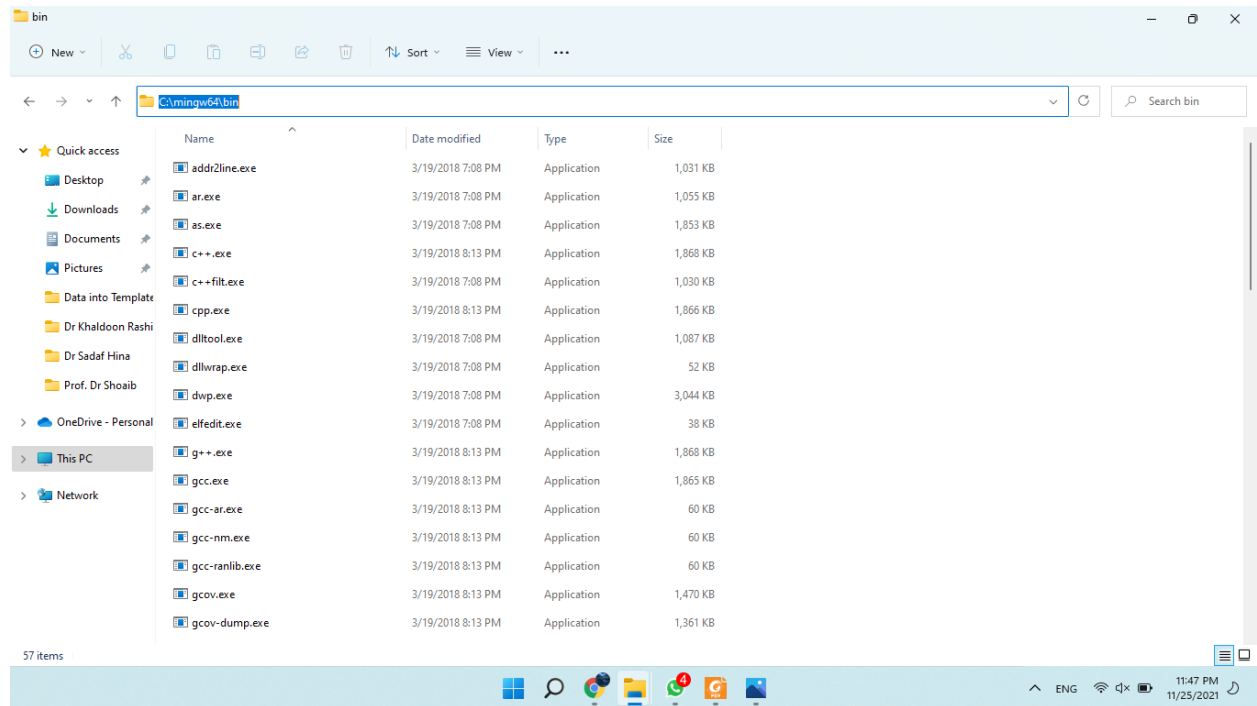 bin
New Sort View
C:\mingw64\bin Search bin
Name Date modified Type Size
Quick access
Desktop
Downloads
Documents
Pictures
Data into Template
Dr Khaldoon Rashi
Dr Sadaf Hina
Prof. Dr Shoaib
OneDrive - Personal
This PC
Network
addr2line.exe 3/19/2018 7:08 PM Application 1,031 KB
ar.exe 3/19/2018 7:08 PM Application 1,055 KB
as.exe 3/19/2018 7:08 PM Application 1,853 KB
c++.exe 3/19/2018 8:13 PM Application 1,868 KB
c++filt.exe 3/19/2018 7:08 PM Application 1,030 KB
cpp.exe 3/19/2018 8:13 PM Application 1,866 KB
dlltool.exe 3/19/2018 7:08 PM Application 1,087 KB
dllwrap.exe 3/19/2018 7:08 PM Application 52 KB
dwp.exe 3/19/2018 7:08 PM Application 3,044 KB
elfedit.exe 3/19/2018 7:08 PM Application 38 KB
g++.exe 3/19/2018 8:13 PM Application 1,868 KB
gcc.exe 3/19/2018 8:13 PM Application 1,865 KB
gcc-ar.exe 3/19/2018 8:13 PM Application 60 KB
gcc-nm.exe 3/19/2018 8:13 PM Application 60 KB
gcc-ranlib.exe 3/19/2018 8:13 PM Application 60 KB
gcov.exe 3/19/2018 8:13 PM Application 1,470 KB
gcov-dump.exe 3/19/2018 8:13 PM Application 1,361 KB
57 items
4
PDF
ENG
11:47 PM
11/25/2021